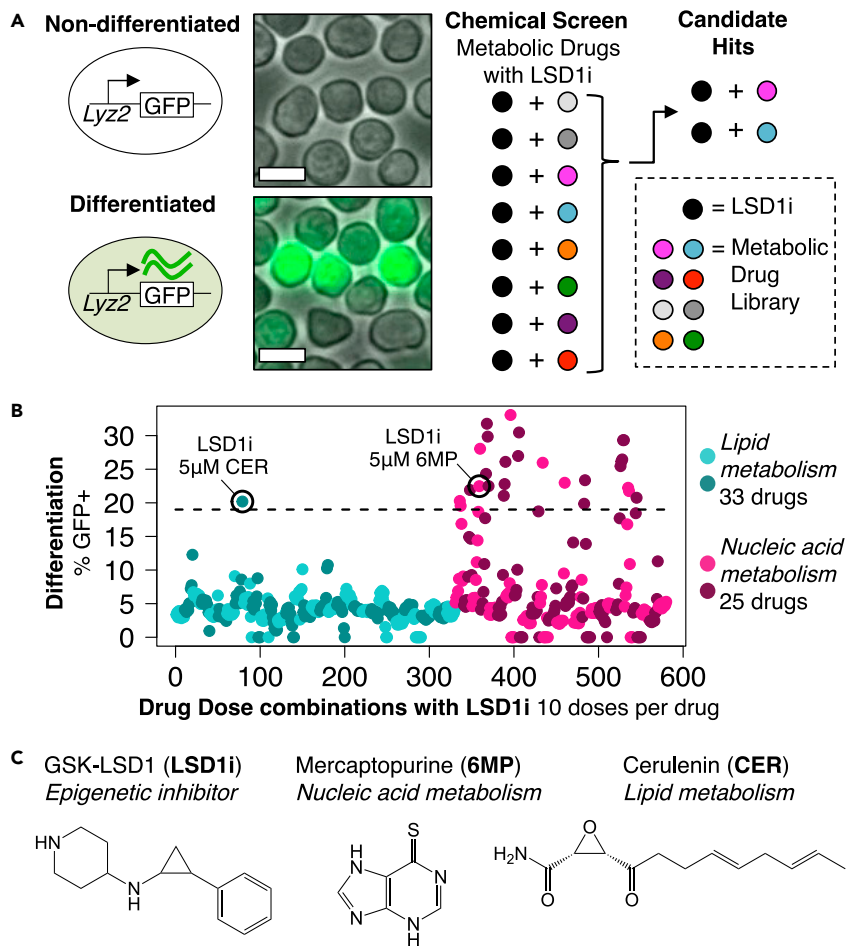 A
Non-differentiated
Lyz2
GFP
Differentiated
Lyz2
GFP
Chemical Screen
Metabolic Drugs
with LSD1i
+
+
+
+
+
+
+
+
Candidate
Hits
+
+
= LSD1i
= Metabolic
Drug
Library
B
Differentiation
% GFP+
30
25
20
15
10
5
0
LSD1i
5µM CER
LSD1i
5µM 6MP
0 100 200 300 400 500 600
Drug Dose combinations with LSD1i 10 doses per drug
Lipid
metabolism
33 drugs
Nucleic acid
metabolism
25 drugs
C
GSK-LSD1 (LSD1i)
Epigenetic inhibitor
HN
N
H
Mercaptopurine (6MP)
Nucleic acid metabolism
S
H
N
N
N
N
H
Cerulenin (CER)
Lipid metabolism
O
H2N
O
O